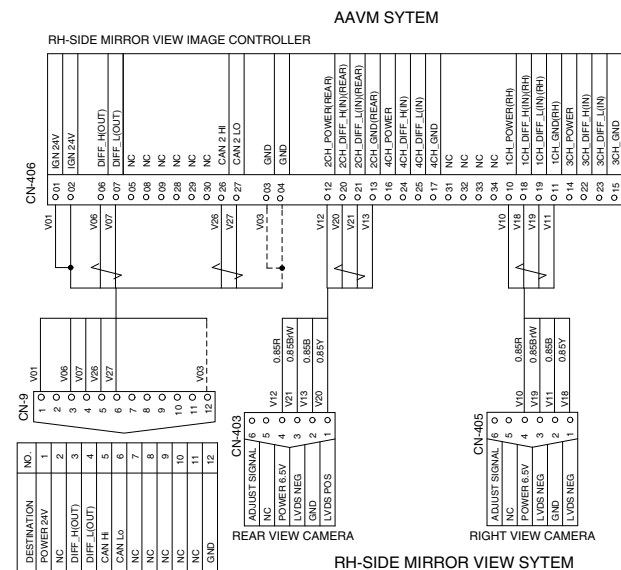 AAVM SYTEM
RH-SIDE MIRROR VIEW IMAGE CONTROLLER
IGN 24V
IGN 24V
DIFF_H(OUT)
DIFF_L(OUT)
NC
NC
NC
NC
NC
NC
CAN 2 HI
CAN 2 LO
GND
GND
2CH_POWER(REAR)
2CH_DIFF_H(IN)(REAR)
2CH_DIFF_L(IN)(REAR)
2CH_GND(REAR)
4CH_POWER
4CH_DIFF_H(IN)
4CH_DIFF_L(IN)
4CH_GND
NC
NC
NC
NC
1CH_POWER(RH)
1CH_DIFF_H(IN)(RH)
1CH_DIFF_L(IN)(RH)
1CH_GND(RH)
3CH_POWER
3CH_DIFF_H(IN)
3CH_DIFF_L(IN)
3CH_GND
CN-406
01 02 06 07 05 08 09 28 29 30 26 27 03 04 12 20 21 13 16 24 25 17 31 32 33 34 10 18 19 11 14 22 23 15
V01 V06 V07 V26 V27 V03 V12 V20 V21 V13 V10 V18 V19 V11
0.85R 0.85BrW 0.85B 0.85Y
0.85R 0.85BrW 0.85B 0.85Y
V01 V06 V07 V26 V27 V03
V12 V21 V13 V20
V10 V19 V11 V18
CN-9
1 2 3 4 5 6 7 8 9 10 11 12
CN-403
6 5 4 3 2 1
ADJUST SIGNAL
NC
POWER 6.5V
LVDS NEG
GND
LVDS POS
REAR VIEW CAMERA
CN-405
6 5 4 3 2 1
ADJUST SIGNAL
NC
POWER 6.5V
LVDS NEG
GND
LVDS NEG
RIGHT VIEW CAMERA
DESTINATION NO.
POWER 24V 1
NC 2
DIFF_H(OUT) 3
DIFF_L(OUT) 4
CAN Hi 5
CAN Lo 6
NC 7
NC 8
NC 9
NC 10
NC 11
GND 12
RH-SIDE MIRROR VIEW SYTEM